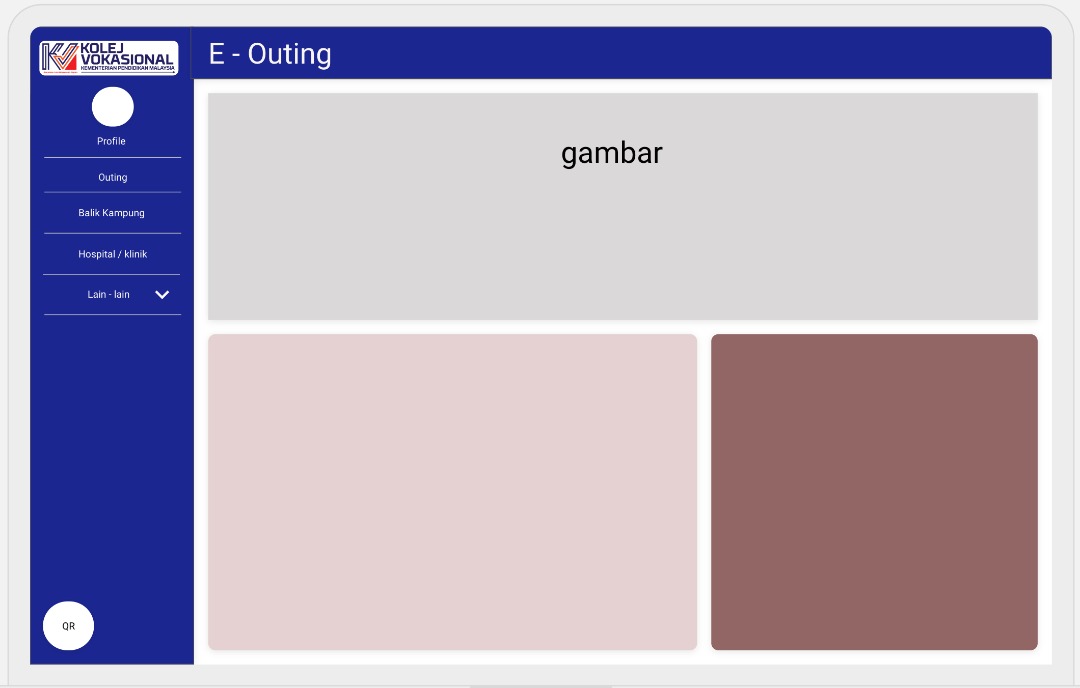 KOLEJ
VOKASIONAL
KEMENTERIAN PENDIDIKAN MALAYSIA
E - Outing
Profile
Outing
Balik Kampung
Hospital / klinik
Lain - lain
QR
gambar